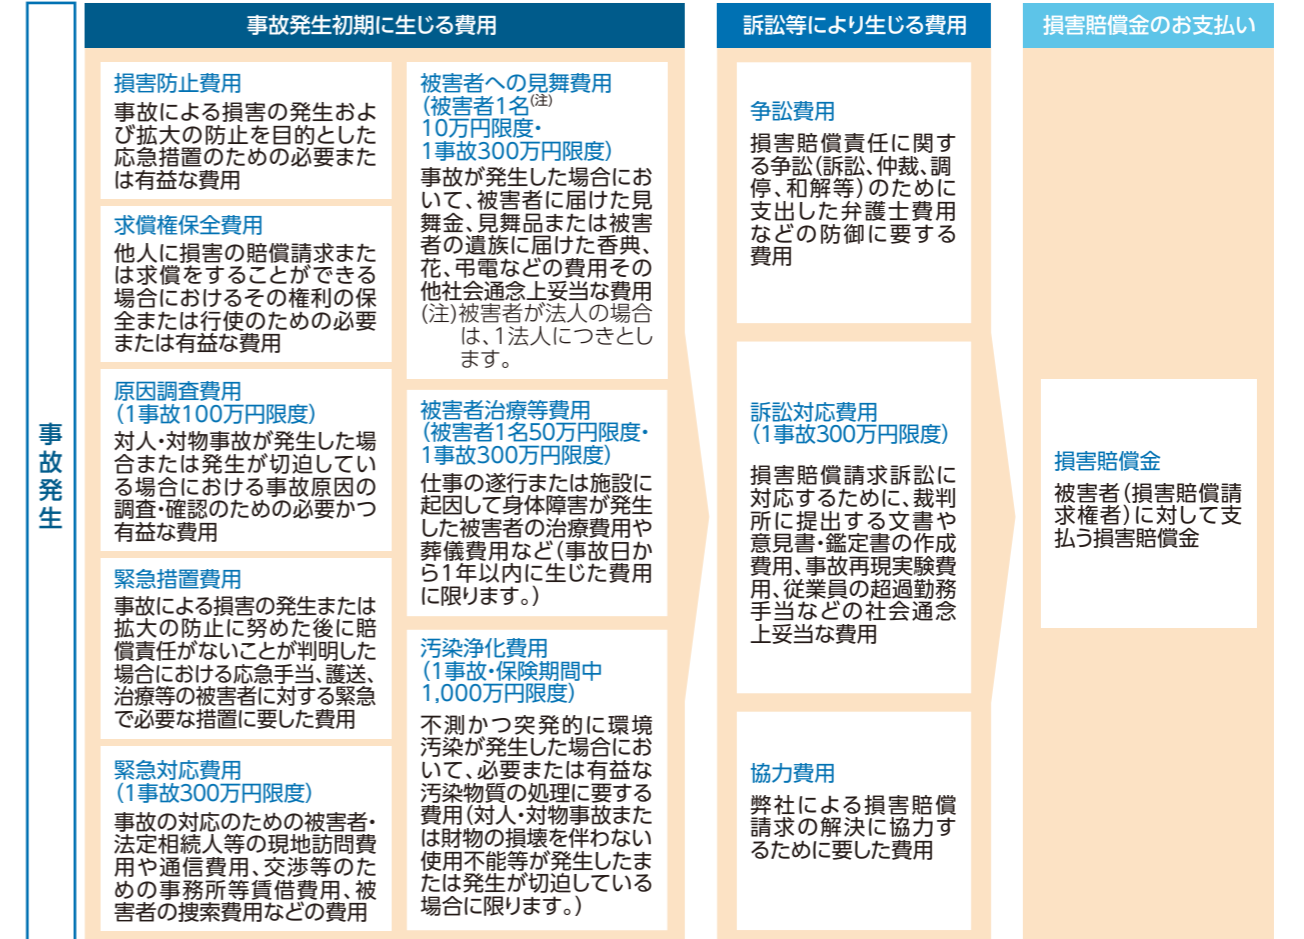 事故発生
事故発生初期に生じる費用
損害防止費用
事故による損害の発生およ
び拡大の防止を目的とした
応急措置のための必要また
は有益な費用
求償権保全費用
他人に損害の賠償請求また
は求償をすることができる
場合におけるその権利の保
全または行使のための必要
または有益な費用
原因調査費用
(1事故100万円限度)
対人・対物事故が発生した場
合または発生が切迫してい
る場合における事故原因の
調査・確認のための必要かつ
有益な費用
緊急措置費用
事故による損害の発生または
拡大の防止に努めた後に賠
償責任がないことが判明した
場合における応急手当、護送、
治療等の被害者に対する緊急
で必要な措置に要した費用
緊急対応費用
(1事故300万円限度)
事故の対応のための被害者・
法定相続人等の現地訪問費
用や通信費用、交渉等のた
めの事務所等賃借費用、被
害者の捜索費用などの費用
被害者への見舞費用
(被害者1名(注)
10万円限度・
1事故300万円限度)
事故が発生した場合にお
いて、被害者に届けた見
舞金、見舞品または被害
者の遺族に届けた香典、
花、弔電などの費用その
他社会通念上妥当な費用
(注)被害者が法人の場合
は、1法人につきとし
ます。
被害者治療等費用
(被害者1名50万円限度・
1事故300万円限度)
仕事の遂行または施設に
起因して身体障害が発生
した被害者の治療費用や
葬儀費用など(事故日か
ら1年以内に生じた費用
に限ります。)
汚染浄化費用
(1事故・保険期間中
1,000万円限度)
不測かつ突発的に環境
汚染が発生した場合にお
いて、必要または有益な
汚染物質の処理に要する
費用(対人・対物事故また
は財物の損壊を伴わない
使用不能等が発生したま
たは発生が切迫している
場合に限ります。)
訴訟等により生じる費用
争訟費用
損害賠償責任に関す
る争訟(訴訟、仲裁、調
停、和解等)のために
支出した弁護士費用
などの防御に要する
費用
訴訟対応費用
(1事故300万円限度)
損害賠償請求訴訟に
対応するために、裁判
所に提出する文書や
意見書・鑑定書の作成
費用、事故再現実験費
用、従業員の超過勤務
手当などの社会通念
上妥当な費用
協力費用
弊社による損害賠償
請求の解決に協力す
るために要した費用
損害賠償金のお支払い
損害賠償金
被害者(損害賠償請
求権者)に対して支
払う損害賠償金